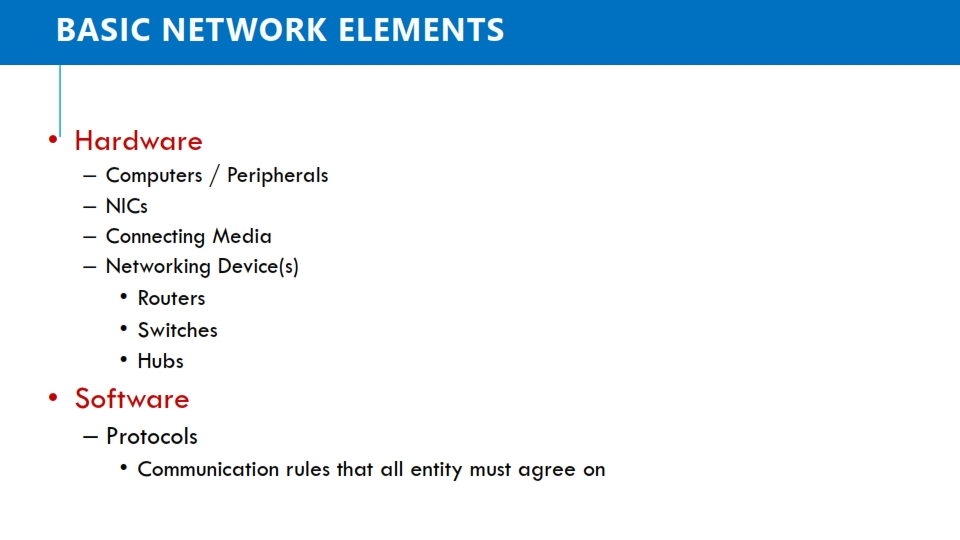 BASIC NETWORK ELEMENTS
• Hardware
– Computers / Peripherals
– NICs
– Connecting Media
– Networking Device(s)
• Routers
• Switches
• Hubs
• Software
– Protocols
• Communication rules that all entity must agree on